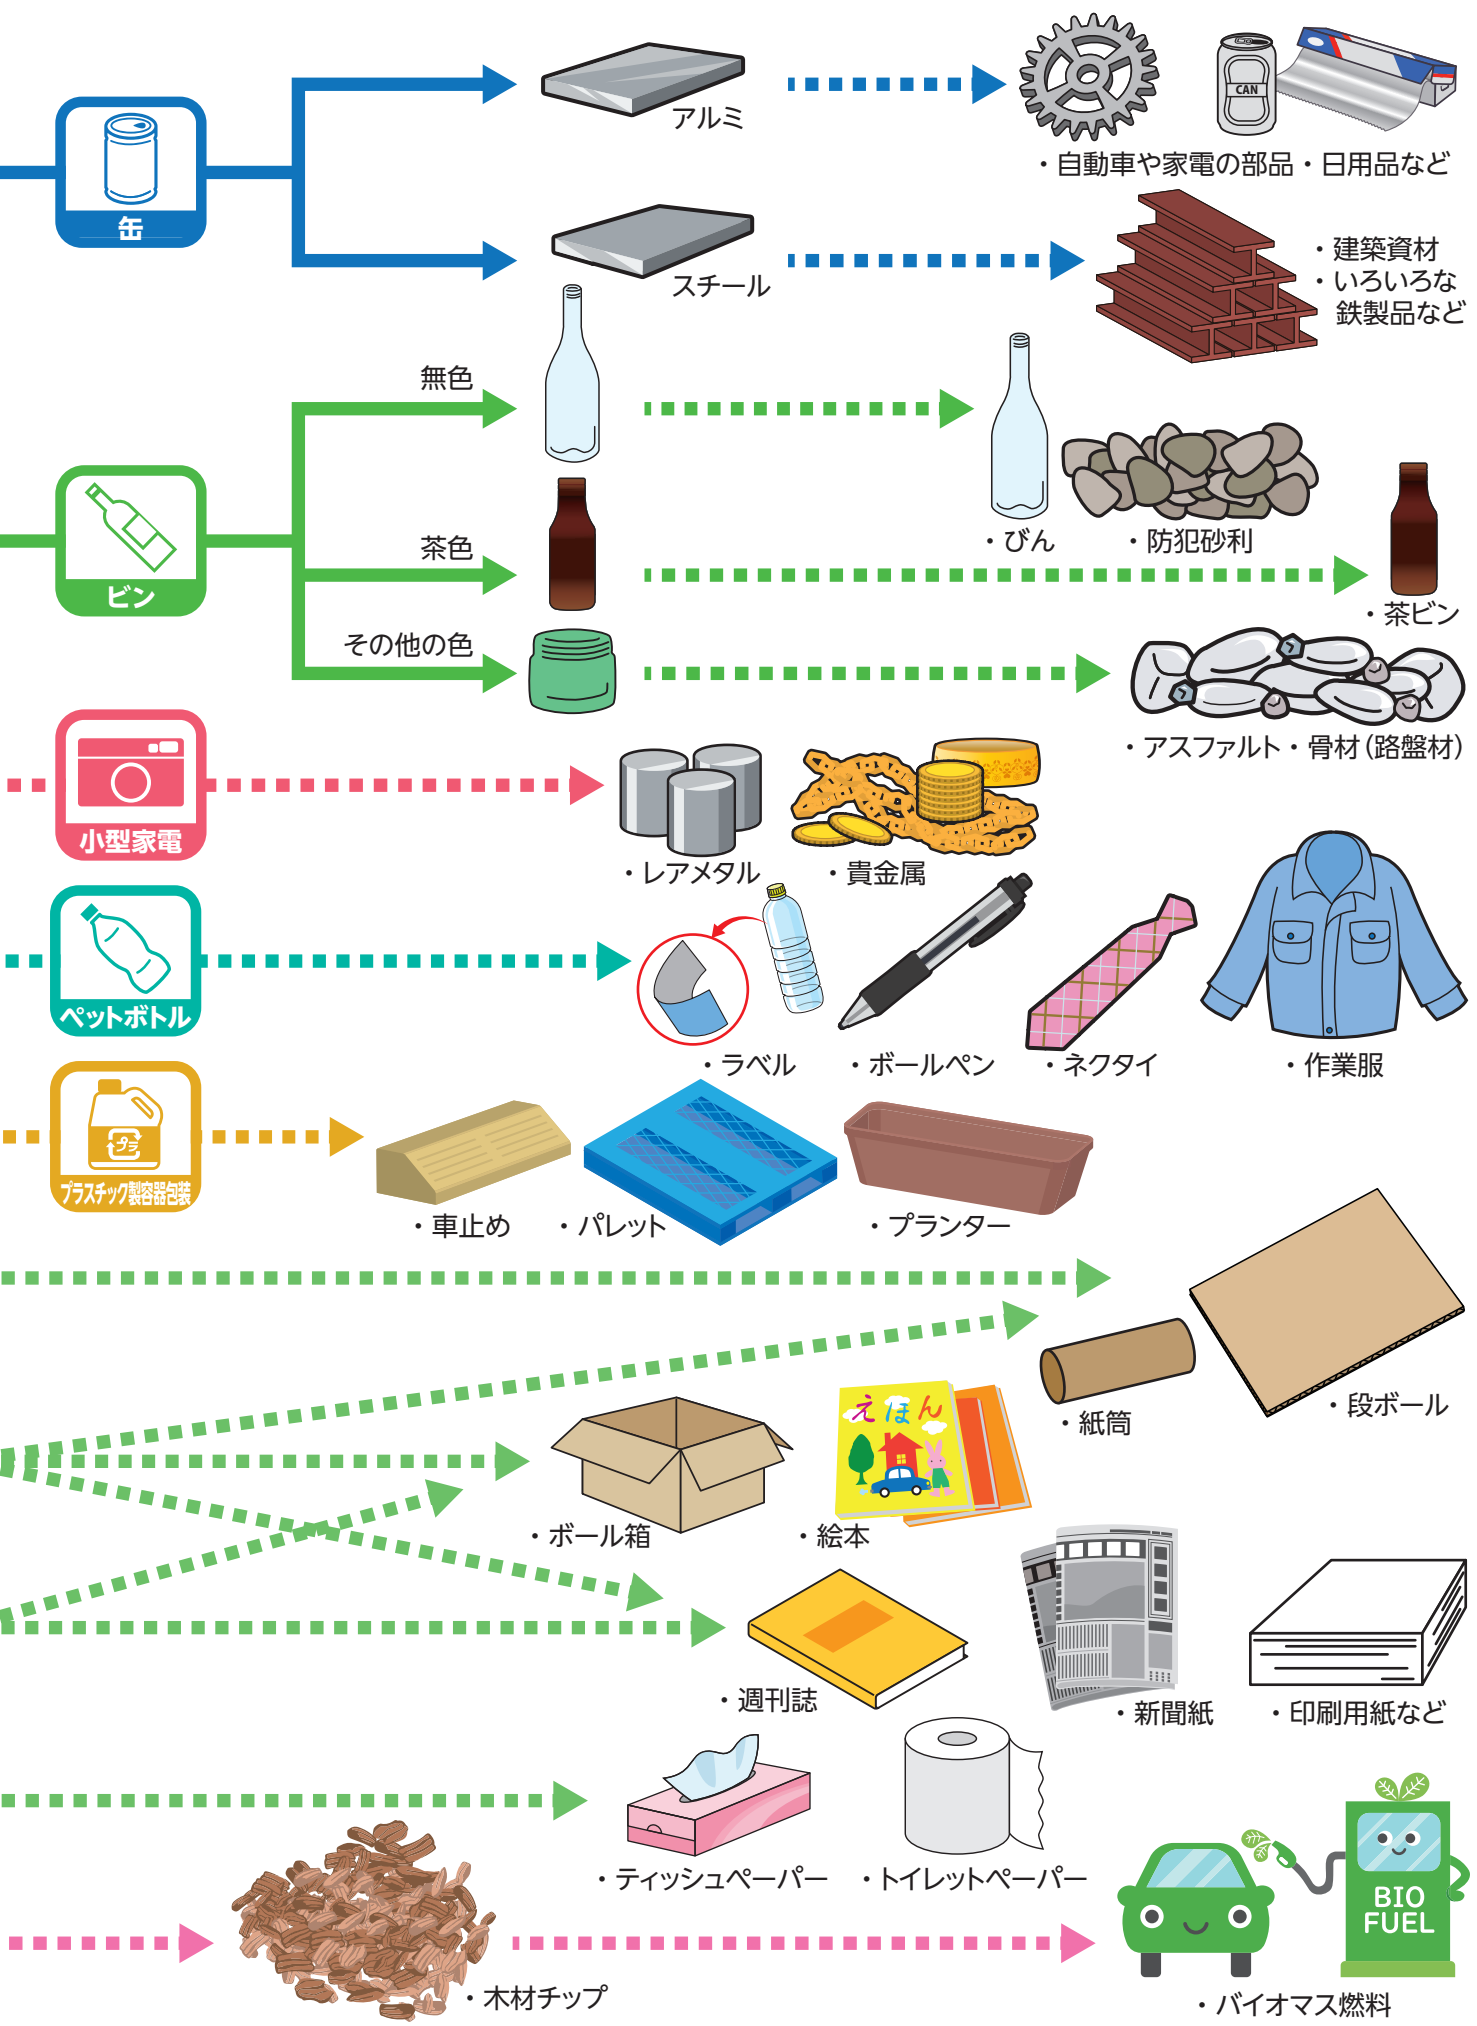 缶
アルミ
CAN
・自動車や家電の部品・日用品など
スチール
・建築資材
・いろいろな
鉄製品など
ビン
無色
・びん
・防犯砂利
茶色
・茶ビン
その他の色
・アスファルト・骨材（路盤材）
小型家電
・レアメタル
・貴金属
ペットボトル
・ラベル
・ボールペン
・ネクタイ
・作業服
プラ
プラスチック製容器包装
・車止め
・パレット
・プランター
・段ボール
・紙筒
えほん
・ボール箱
・絵本
・週刊誌
・新聞紙
・印刷用紙など
・ティッシュペーパー
・トイレットペーパー
BIO
FUEL
・木材チップ
・バイオマス燃料